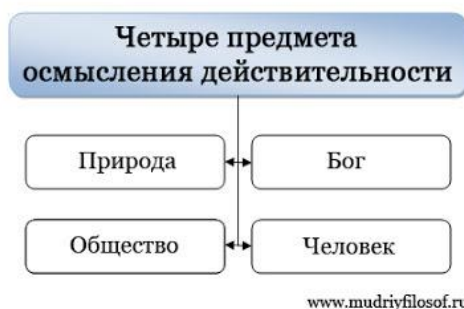 Четыре предмета
осмысления действительности
Природа
Бог
Общество
Человек
www.mudriyfilosof.ru